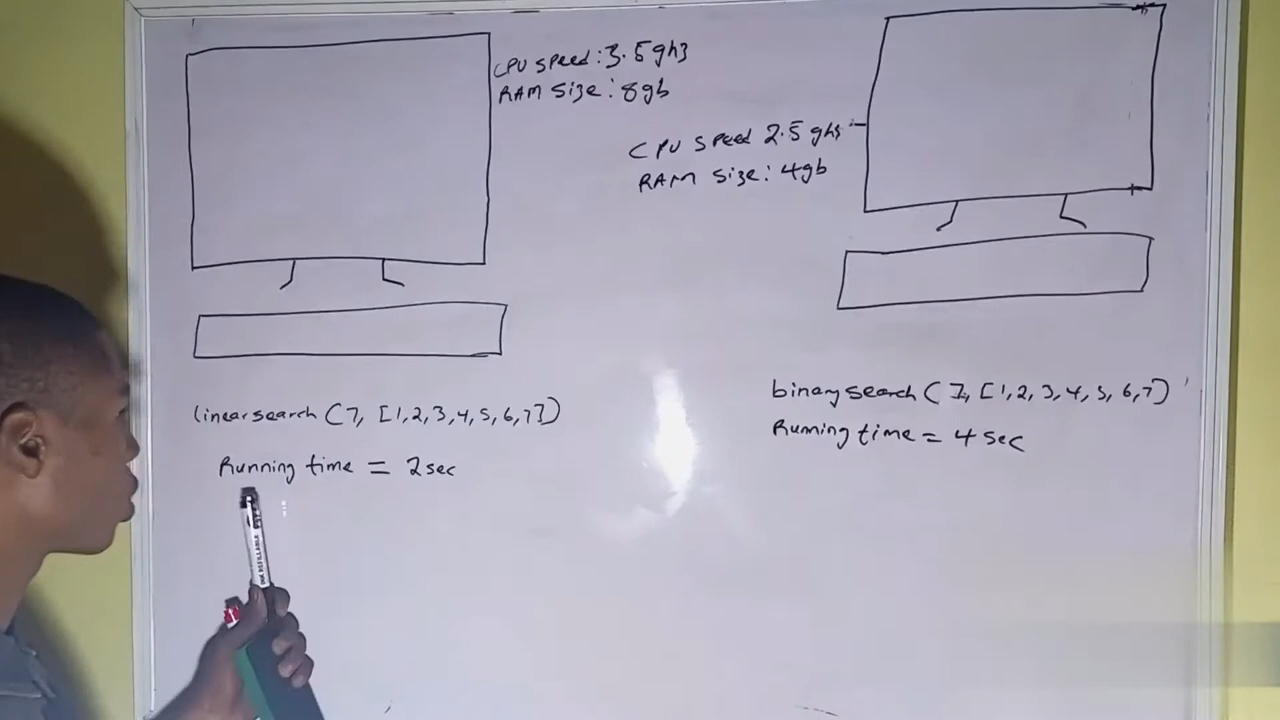 CPU speed: 3.5ghz
RAM Size: 8gb
CPU speed 2.5 ghz
RAM Size: 4gb
linearsearch (7, [1,2,3,4,5,6,7])
Running time = 2sec
binarysearch (7, [1,2,3,4,5,6,7])
Running time = 4 sec